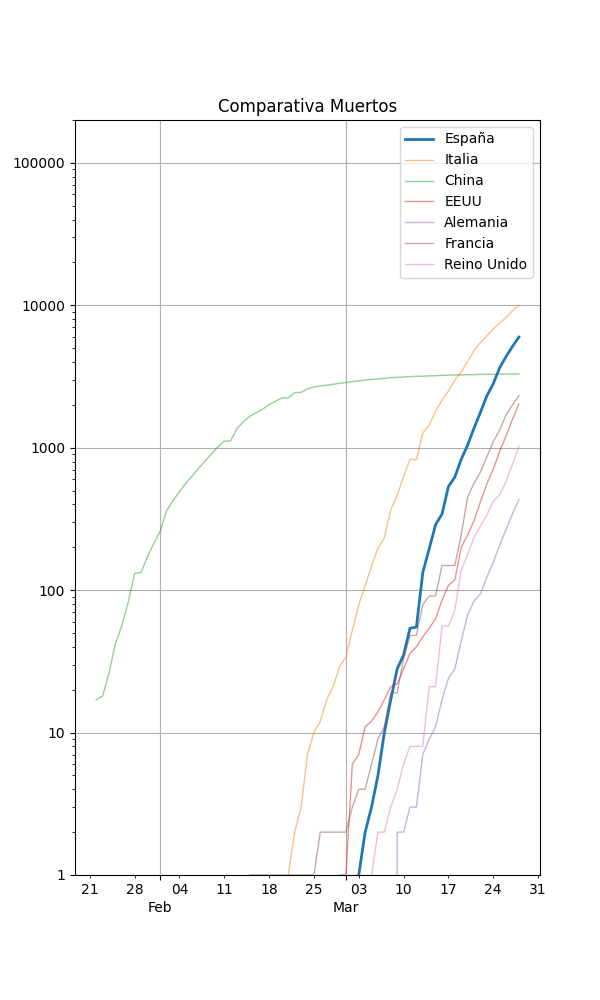 Comparativa Muertos
España
Italia
China
EEUU
Alemania
Francia
Reino Unido
100000
10000
1000
100
10
1
21 28 04 11 18 25 03 10 17 24 31
Feb Mar